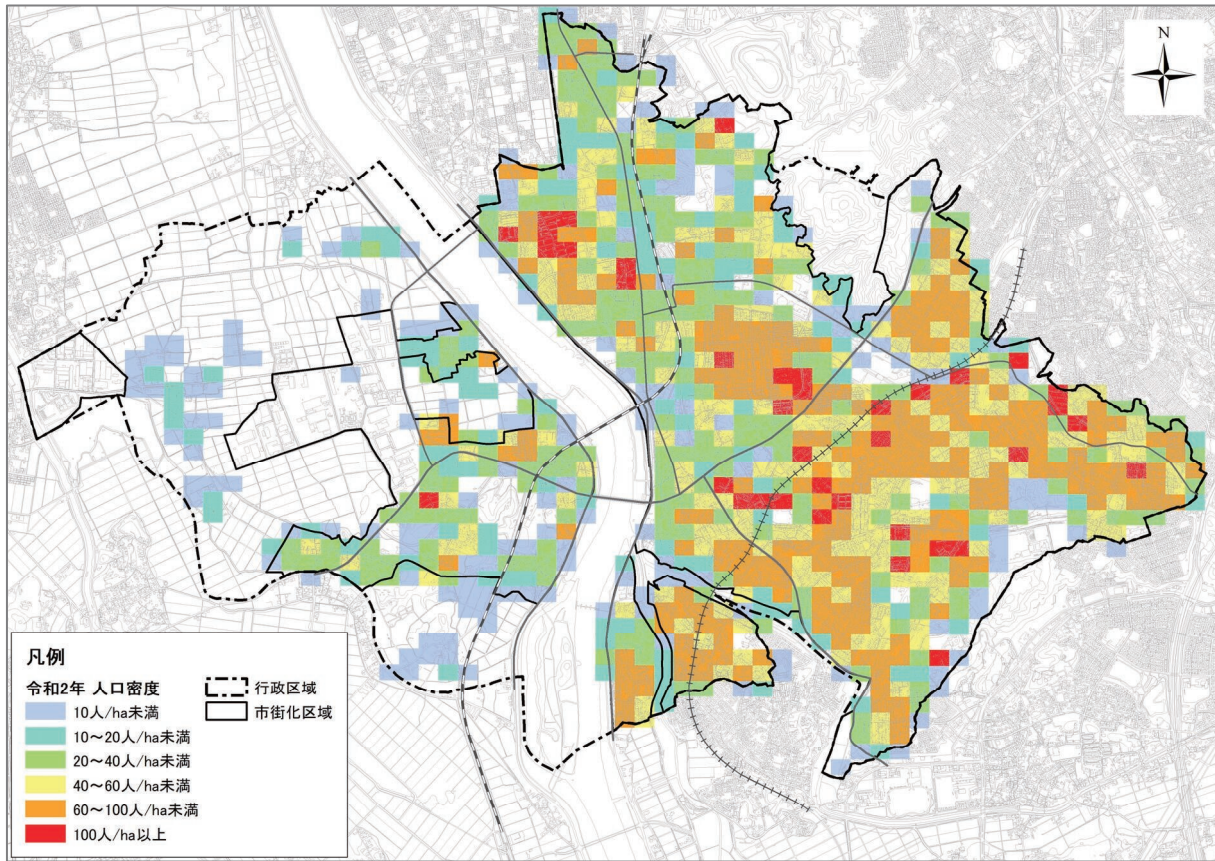 N
凡例
令和2年 人口密度
10人/ha未満
10～20人/ha未満
20～40人/ha未満
40～60人/ha未満
60～100人/ha未満
100人/ha以上
行政区域
市街化区域